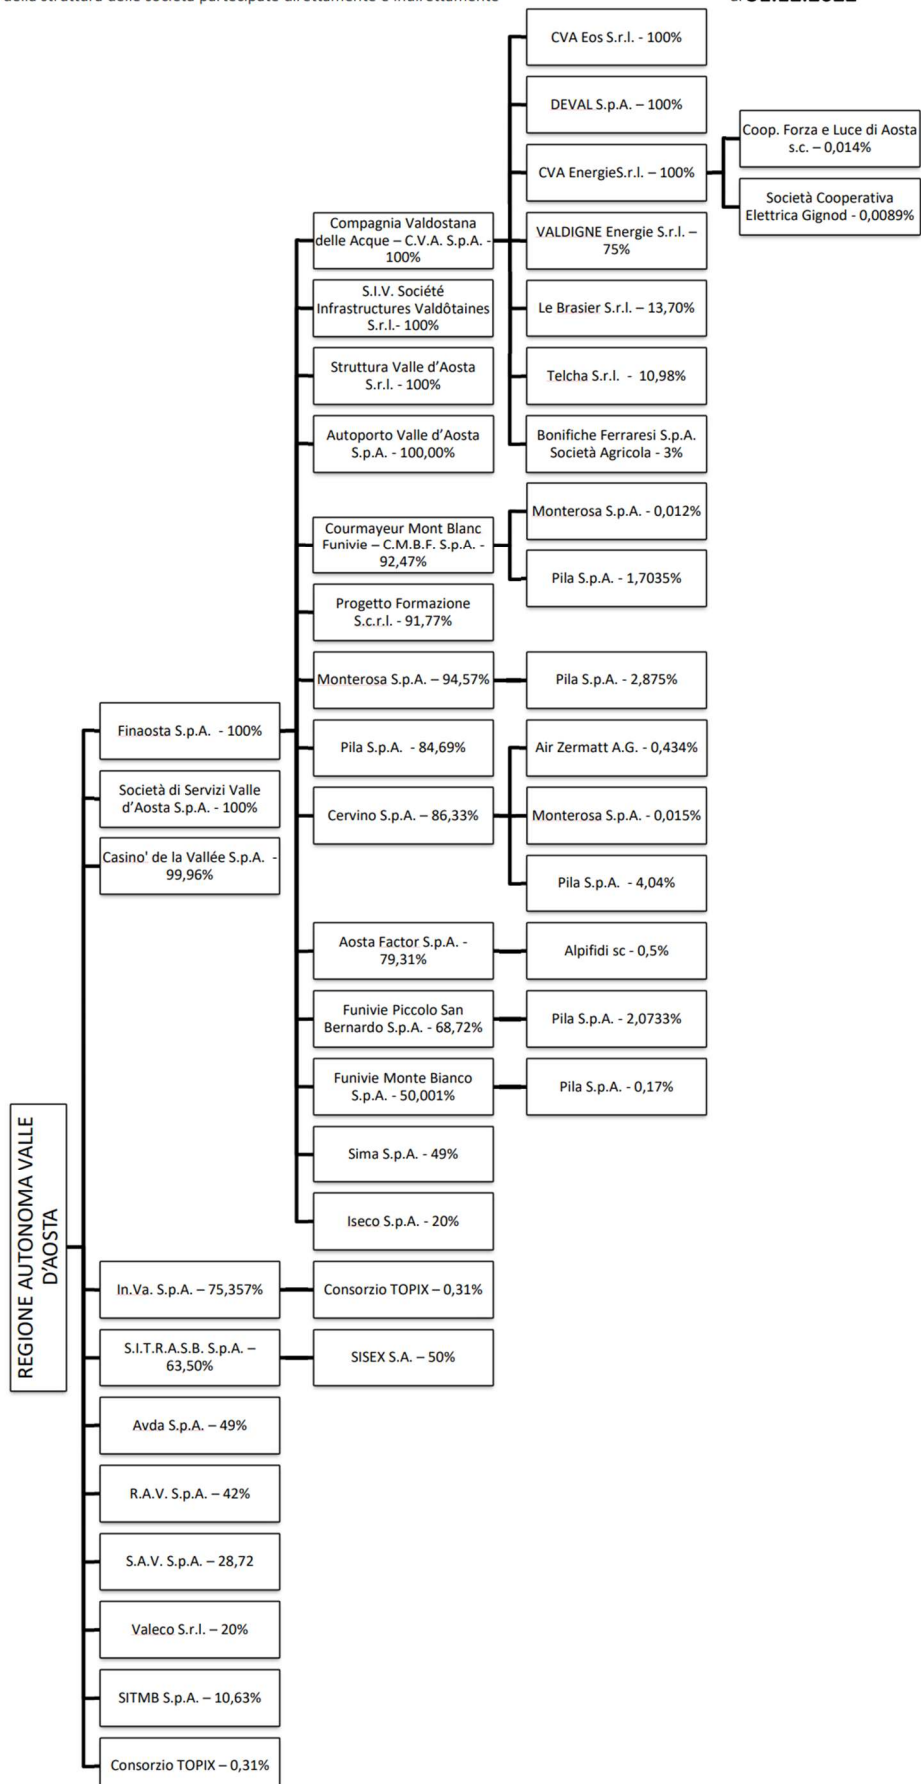 CVA Eos S.r.l. - 100%
DEVAL S.p.A. – 100%
CVA EnergieS.r.l. – 100%
Coop. Forza e Luce di Aosta
s.c. – 0,014%
Società Cooperativa
Elettrica Gignod - 0,0089%
Compagnia Valdostana
delle Acque – C.V.A. S.p.A. -
100%
VALDIGNE Energie S.r.l. –
75%
S.I.V. Société
Infrastructures Valdôtaines
S.r.l.- 100%
Le Brasier S.r.l. – 13,70%
Struttura Valle d'Aosta
S.r.l. - 100%
Telcha S.r.l. - 10,98%
Autoporto Valle d'Aosta
S.p.A. - 100,00%
Bonifiche Ferraresi S.p.A.
Società Agricola - 3%
Courmayeur Mont Blanc
Funivie – C.M.B.F. S.p.A. -
92,47%
Monterosa S.p.A. - 0,012%
Pila S.p.A. - 1,7035%
Progetto Formazione
S.c.r.l. - 91,77%
Monterosa S.p.A. – 94,57%
Pila S.p.A. - 2,875%
Finaosta S.p.A. - 100%
Pila S.p.A. - 84,69%
Air Zermatt A.G. - 0,434%
Società di Servizi Valle
d'Aosta S.p.A. - 100%
Cervino S.p.A. – 86,33%
Monterosa S.p.A. - 0,015%
Casino' de la Vallée S.p.A. -
99,96%
Pila S.p.A. - 4,04%
Aosta Factor S.p.A. -
79,31%
Alpifidi sc - 0,5%
Funivie Piccolo San
Bernardo S.p.A. - 68,72%
Pila S.p.A. - 2,0733%
Funivie Monte Bianco
S.p.A. - 50,001%
Pila S.p.A. - 0,17%
Sima S.p.A. - 49%
Iseco S.p.A. - 20%
REGIONE AUTONOMA VALLE
D'AOSTA
In.Va. S.p.A. – 75,357%
Consorzio TOPIX – 0,31%
S.I.T.R.A.S.B. S.p.A. –
63,50%
SISEX S.A. – 50%
Avda S.p.A. – 49%
R.A.V. S.p.A. – 42%
S.A.V. S.p.A. – 28,72
Valeco S.r.l. – 20%
SITMB S.p.A. – 10,63%
Consorzio TOPIX – 0,31%